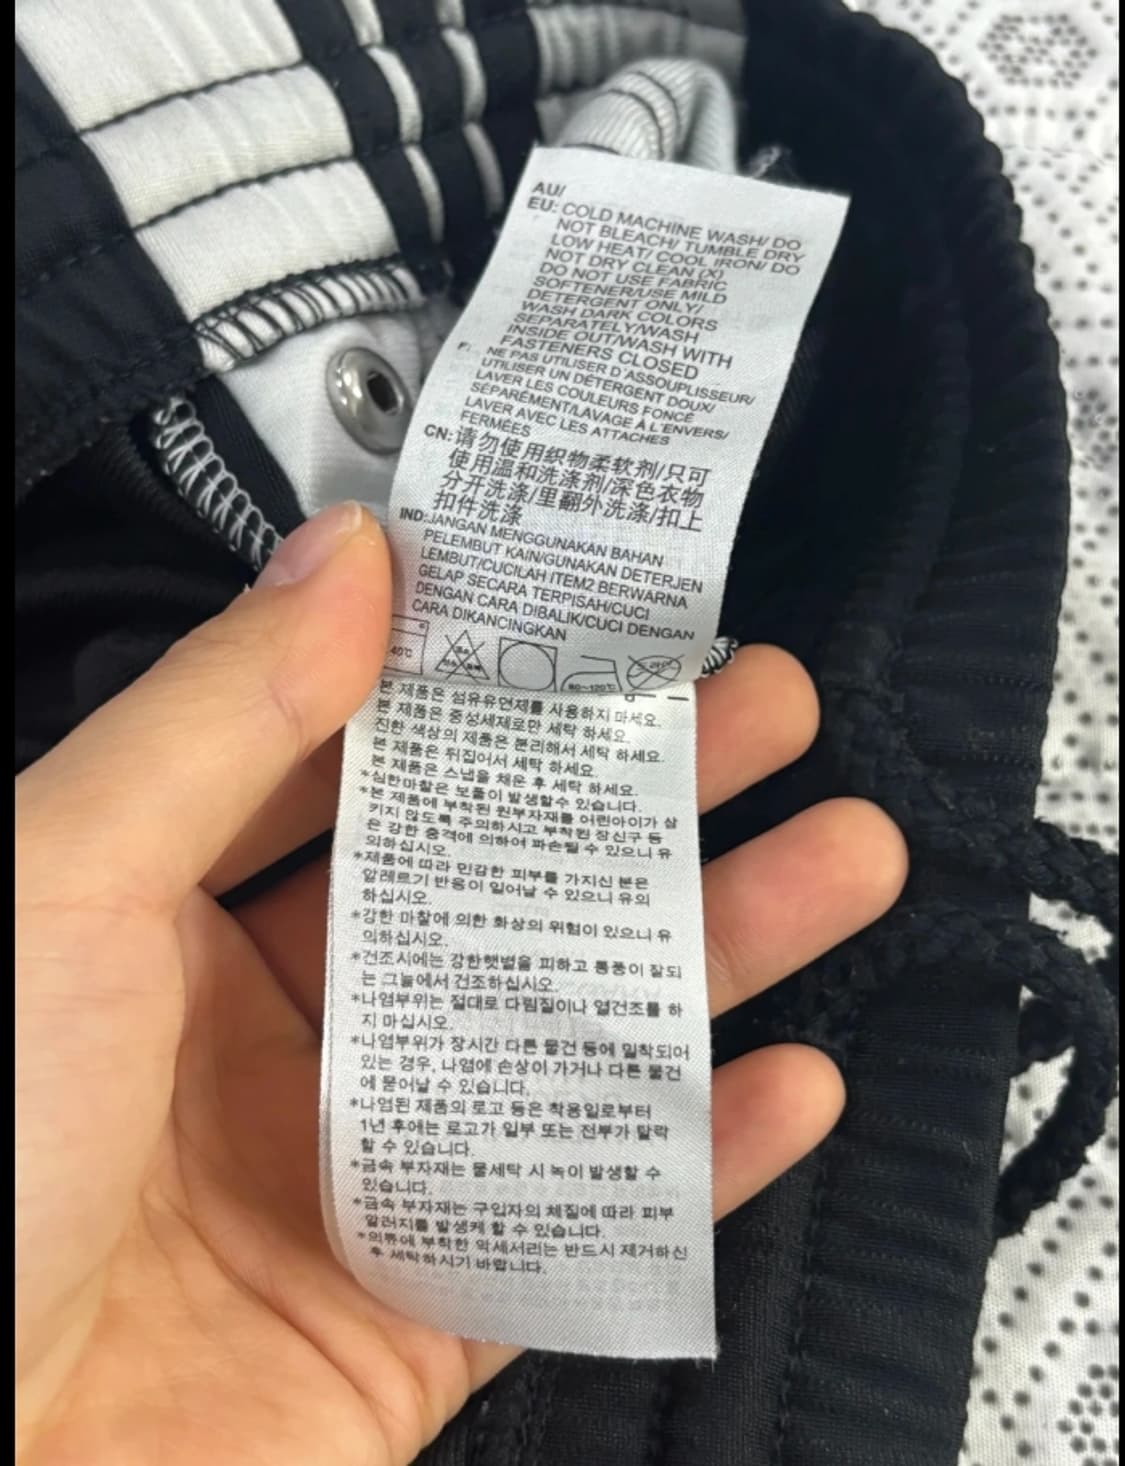 AU/
EU: COLD MACHINE WASH/ DO
NOT BLEACH/ TUMBLE DRY
LOW HEAT/ COOL IRON/ DO
NOT DRY CLEAN (X)
DO NOT USE FABRIC
SOFTENER/USE MILD
DETERGENT ONLY/
WASH DARK COLORS
SEPARATELY/WASH
INSIDE OUT/WASH WITH
FASTENERS CLOSED
F: NE PAS UTILISER D'ASSOUPLISSEUR/
UTILISER UN DÉTERGENT DOUX/
LAVER LES COULEURS FONCÉ
SÉPARÉMENT/LAVAGE À L'ENVERS/
LAVER AVEC LES ATTACHES
FERMÉES
CN: 请勿使用织物柔软剂/只可
使用温和洗涤剂/深色衣物
分开洗涤/里翻外洗涤/扣上
扣件洗涤
IND: JANGAN MENGGUNAKAN BAHAN
PELEMBUT KAIN/GUNAKAN DETERJEN
LEMBUT/CUCILAH ITEM2 BERWARNA
GELAP SECARA TERPISAH/CUCI
DENGAN CARA DIBALIK/CUCI DENGAN
CARA DIKANCINGKAN
40℃ 80~120℃
본 제품은 섬유유연제를 사용하지 마세요.
본 제품은 중성세제로만 세탁 하세요.
진한 색상의 제품은 분리해서 세탁 하세요.
본 제품은 뒤집어서 세탁 하세요.
본 제품은 스냅을 채운 후 세탁 하세요.
*심한마찰은 보풀이 발생할수 있습니다.
*본 제품에 부착된 원부자재를 어린아이가 삼
키지 않도록 주의하시고 부착된 장신구 등
은 강한 충격에 의하여 파손될 수 있으니 유
의하십시오.
*제품에 따라 민감한 피부를 가지신 분은
알레르기 반응이 일어날 수 있으니 유의
하십시오.
*강한 마찰에 의한 화상의 위험이 있으니 유
의하십시오.
*건조시에는 강한햇볕을 피하고 통풍이 잘되
는 그늘에서 건조하십시오.
*나염부위는 절대로 다림질이나 열건조를 하
지 마십시오.
*나염부위가 장시간 다른 물건 등에 밀착되어
있는 경우, 나염에 손상이 가거나 다른 물건
에 묻어날 수 있습니다.
*나염된 제품의 로고 등은 착용일로부터
1년 후에는 로고가 일부 또는 전부가 탈락
할 수 있습니다.
*금속 부자재는 물세탁 시 녹이 발생할 수
있습니다.
*금속 부자재는 구입자의 체질에 따라 피부
알러지를 발생케 할 수 있습니다.
*의류에 부착한 악세서리는 반드시 제거하신
후 세탁하시기 바랍니다.